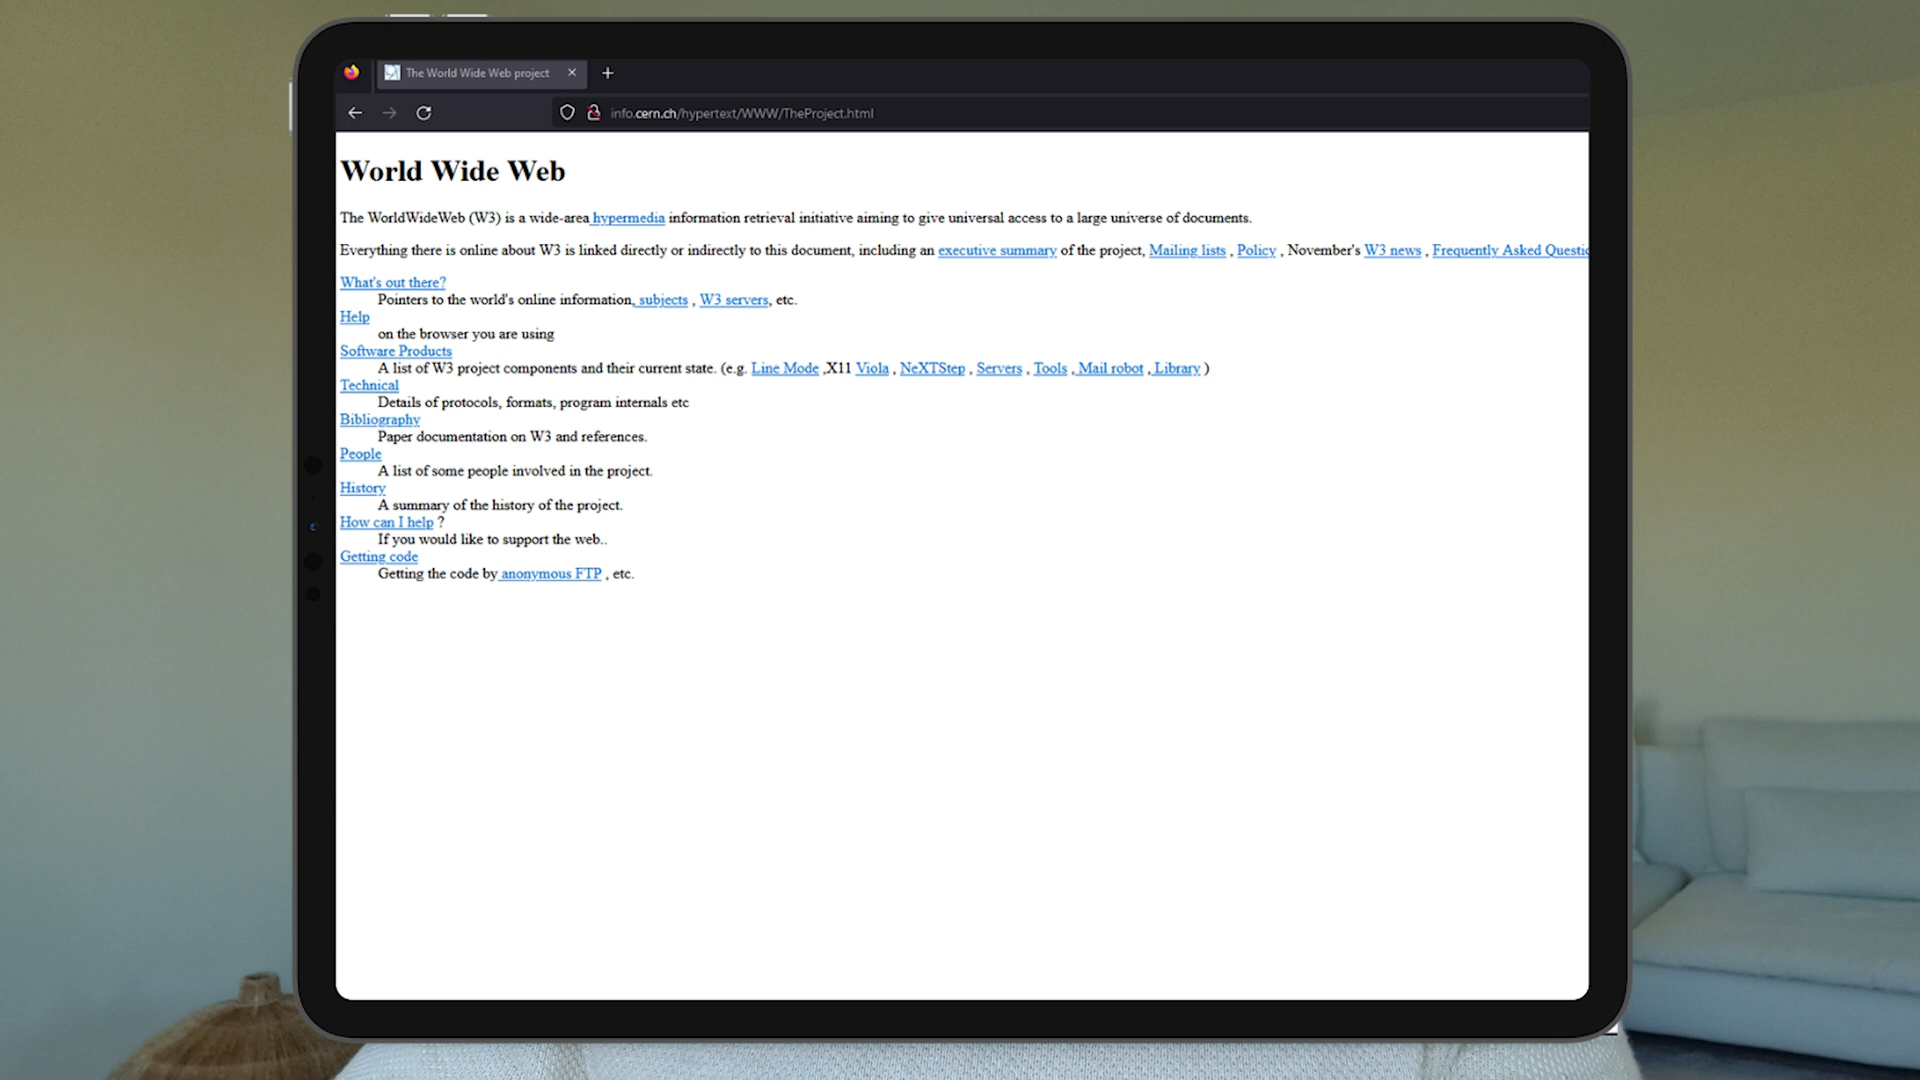 The World Wide Web project
info.cern.ch/hypertext/WWW/TheProject.html
World Wide Web
The WorldWideWeb (W3) is a wide-area hypermedia information retrieval initiative aiming to give universal access to a large universe of documents.
Everything there is online about W3 is linked directly or indirectly to this document, including an executive summary of the project, Mailing lists , Policy , November's W3 news , Frequently Asked
What's out there?
Pointers to the world's online information, subjects , W3 servers, etc.
Help
on the browser you are using
Software Products
A list of W3 project components and their current state. (e.g. Line Mode ,X11 Viola , NeXTStep , Servers , Tools , Mail robot , Library )
Technical
Details of protocols, formats, program internals etc
Bibliography
Paper documentation on W3 and references.
People
A list of some people involved in the project.
History
A summary of the history of the project.
How can I help ?
If you would like to support the web..
Getting code
Getting the code by anonymous FTP , etc.